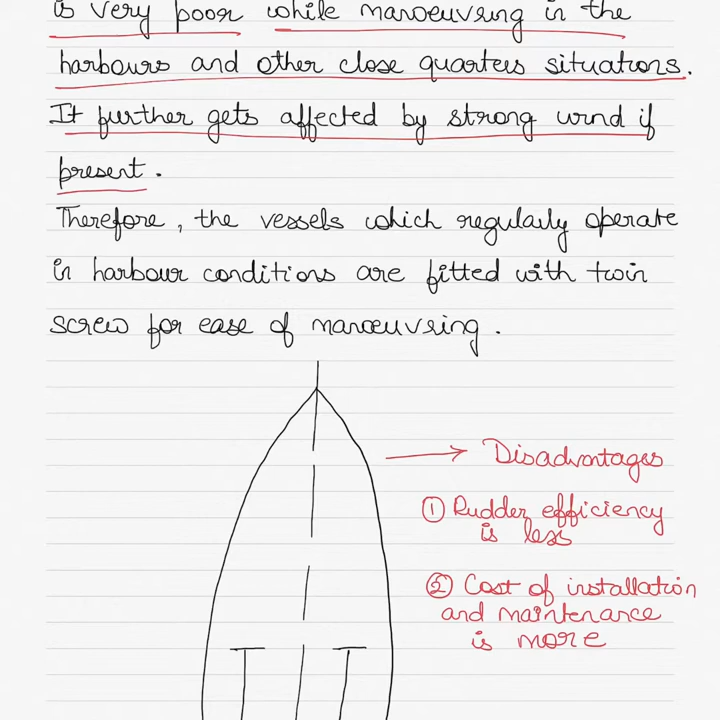 is very poor while manoeuvring in the
harbours and other close quarters situations.
It further gets affected by strong wind if
present.
Therefore, the vessels which regularly operate
in harbour conditions are fitted with twin
screw for ease of manoeuvring.
→ Disadvantages
① Rudder efficiency
is less
② Cost of installation
and maintenance
is more